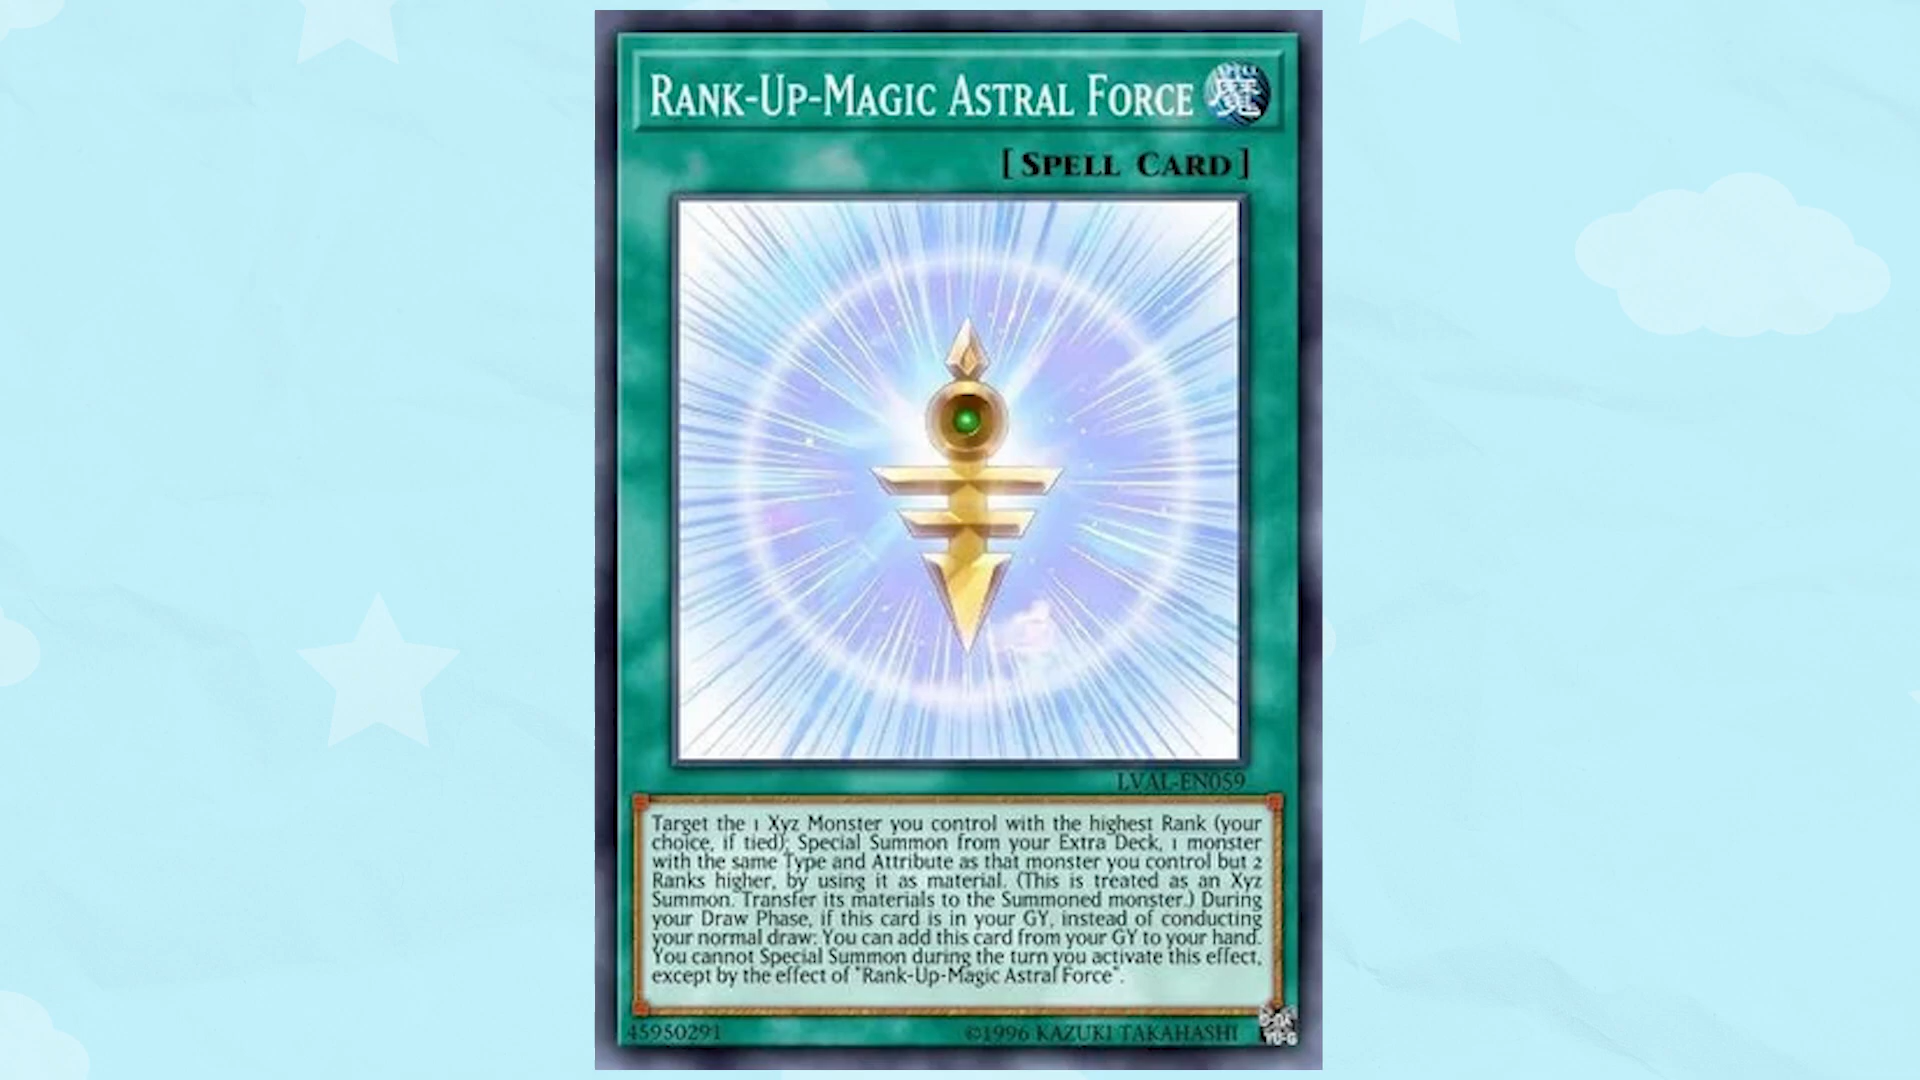 Rank-Up-Magic Astral Force 魔
[Spell Card]
LVAL-EN059
Target the 1 Xyz Monster you control with the highest Rank (your
choice, if tied); Special Summon from your Extra Deck, 1 monster
with the same Type and Attribute as that monster you control but 2
Ranks higher, by using it as material. (This is treated as an Xyz
Summon. Transfer its materials to the Summoned monster.) During
your Draw Phase, if this card is in your GY, instead of conducting
your normal draw: You can add this card from your GY to your hand.
You cannot Special Summon during the turn you activate this effect,
except by the effect of "Rank-Up-Magic Astral Force".
45950291 ©1996 KAZUKI TAKAHASHI